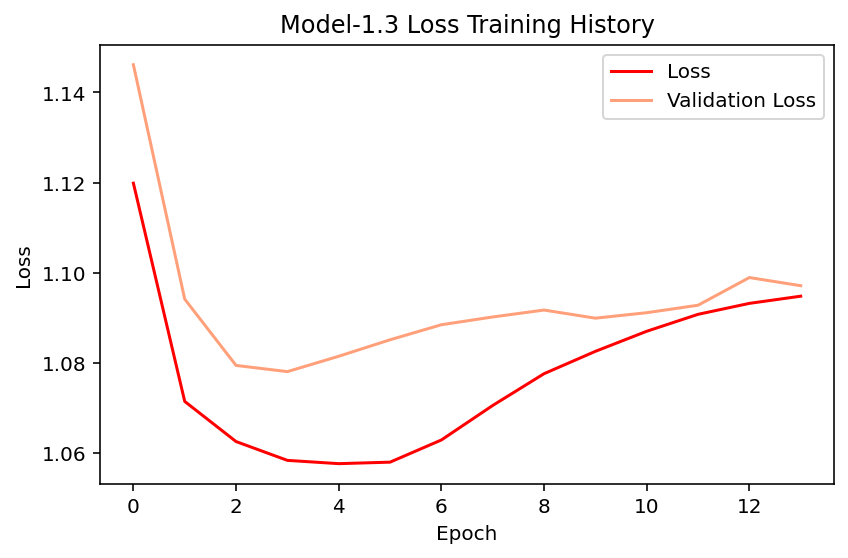 Model-1.3 Loss Training History
Loss
Validation Loss
1.14
1.12
1.10
1.08
1.06
Loss
0 2 4 6 8 10 12
Epoch